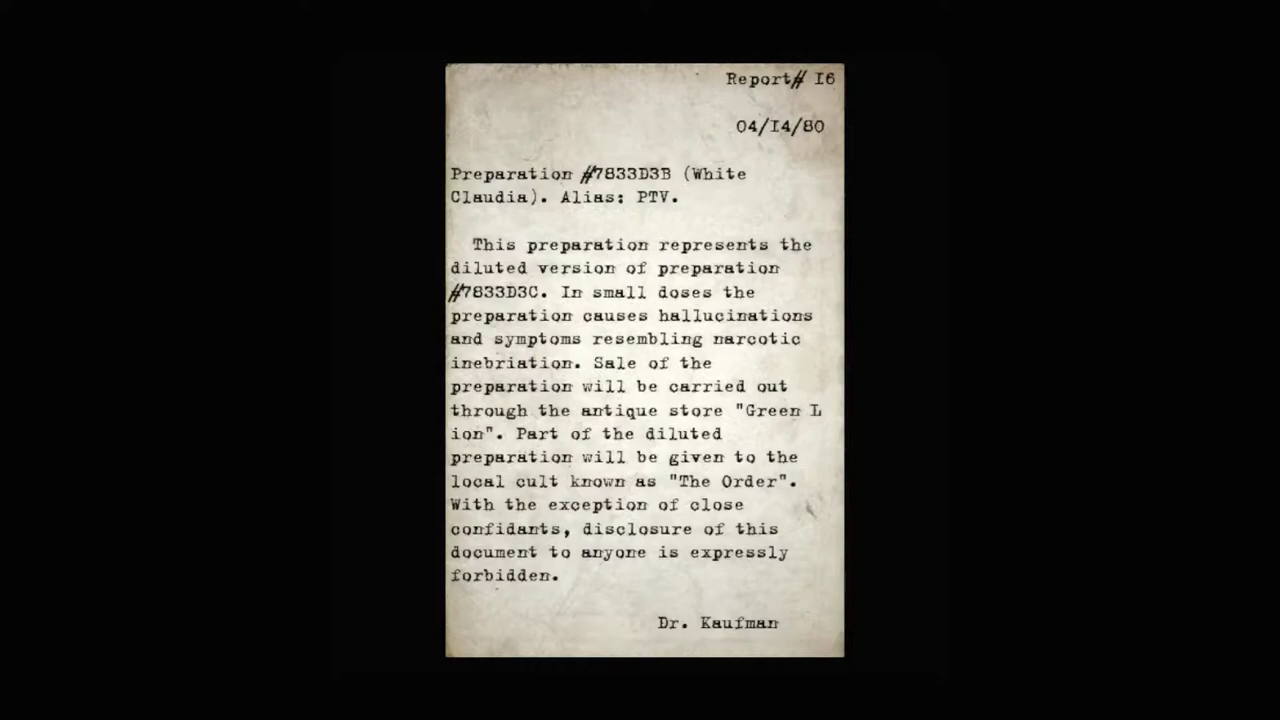 Report# I6
04/I4/80
Preparation #7833D3B (White
Claudia). Alias: PTV.
This preparation represents the
diluted version of preparation
#7833D3C. In small doses the
preparation causes hallucinations
and symptoms resembling narcotic
inebriation. Sale of the
preparation will be carried out
through the antique store "Green L
ion". Part of the diluted
preparation will be given to the
local cult known as "The Order".
With the exception of close
confidants, disclosure of this
document to anyone is expressly
forbidden.
Dr. Kaufman